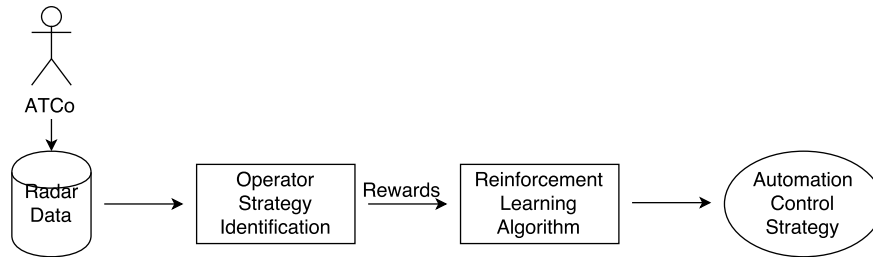 ATCo
Radar
Data
Operator
Strategy
Identification
Rewards
Reinforcement
Learning
Algorithm
Automation
Control
Strategy